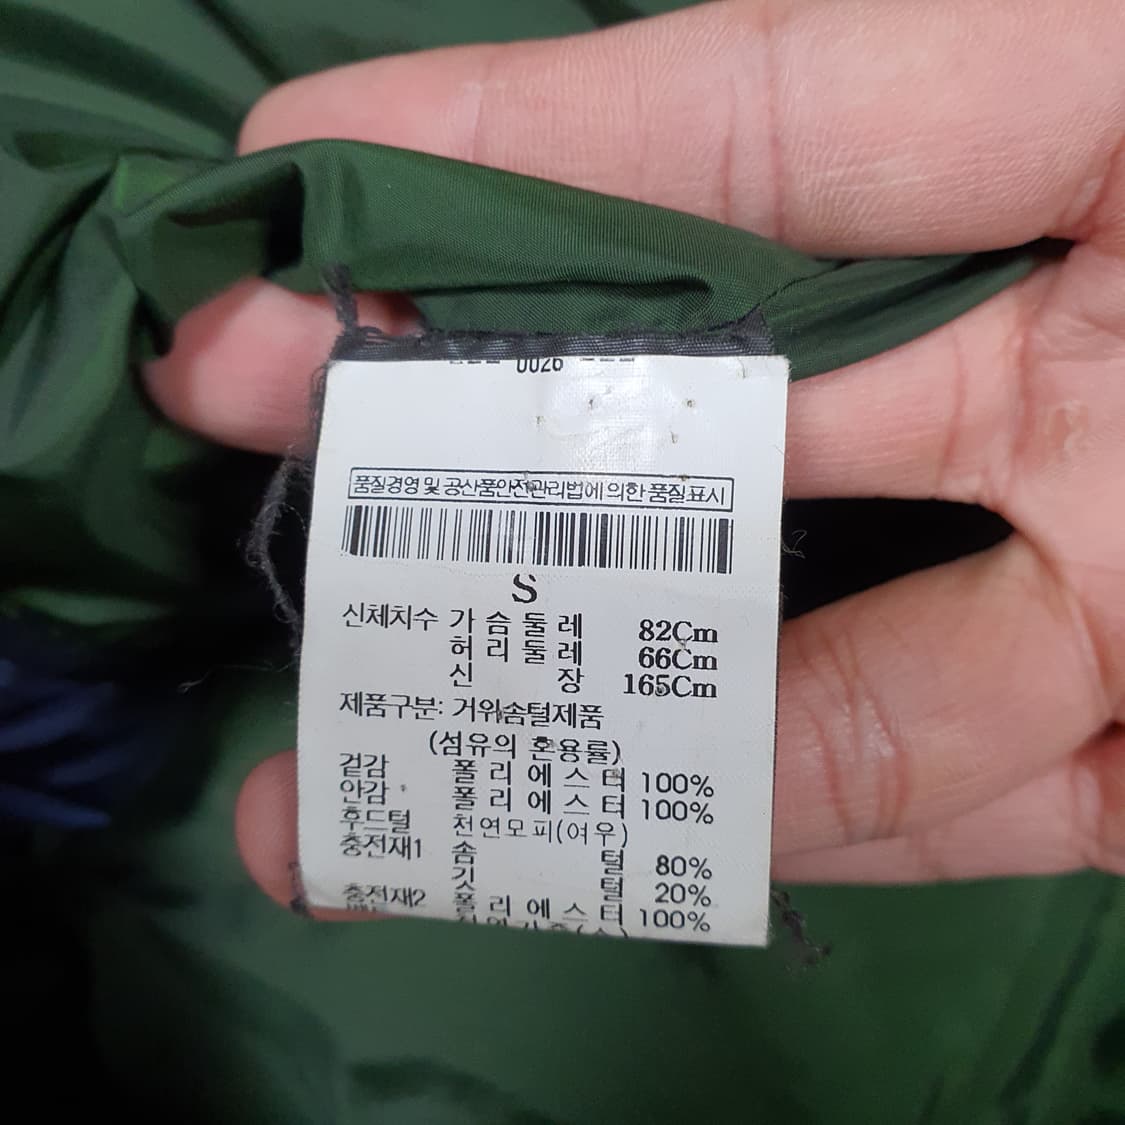 0026
품질경영 및 공산품안전관리법에 의한 품질표시
S
신체치수 가슴둘레 82Cm
허리둘레 66Cm
신장 165Cm
제품구분: 거위솜털제품
(섬유의 혼용률)
겉감 폴리에스터 100%
안감 폴리에스터 100%
후드털 천연모피(여우)
충전재1 솜털 80%
깃털 20%
충전재2 폴리에스터 100%